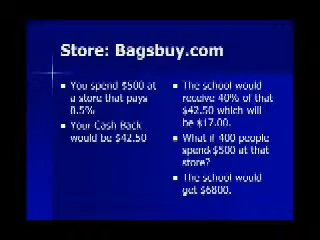 Store: Bagsbuy.com
You spend $500 at
a store that pays
8.5%
Your Cash Back
would be $42.50
The school would
receive 40% of that
$42.50 which will
be $17.00.
What if 400 people
spend $500 at that
store?
The school would
get $6800.